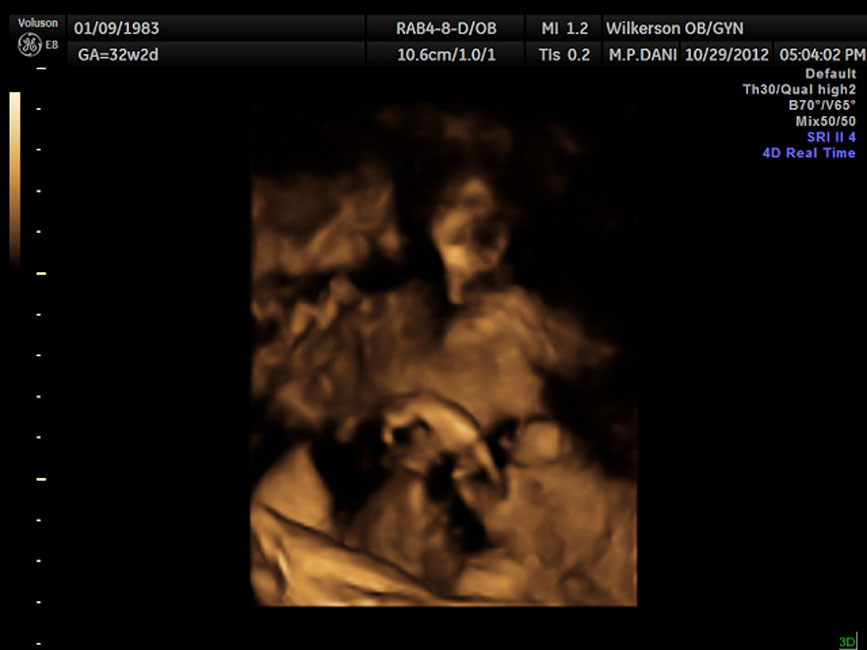 Voluson
E8
01/09/1983 RAB4-8-D/OB MI 1.2 Wilkerson OB/GYN
GA=32w2d 10.6cm/1.0/1 TIs 0.2 M.P.DANI 10/29/2012 05:04:02 PM
Default
Th30/Qual high2
B70°/V65°
Mix50/50
SRI II 4
4D Real Time
3D